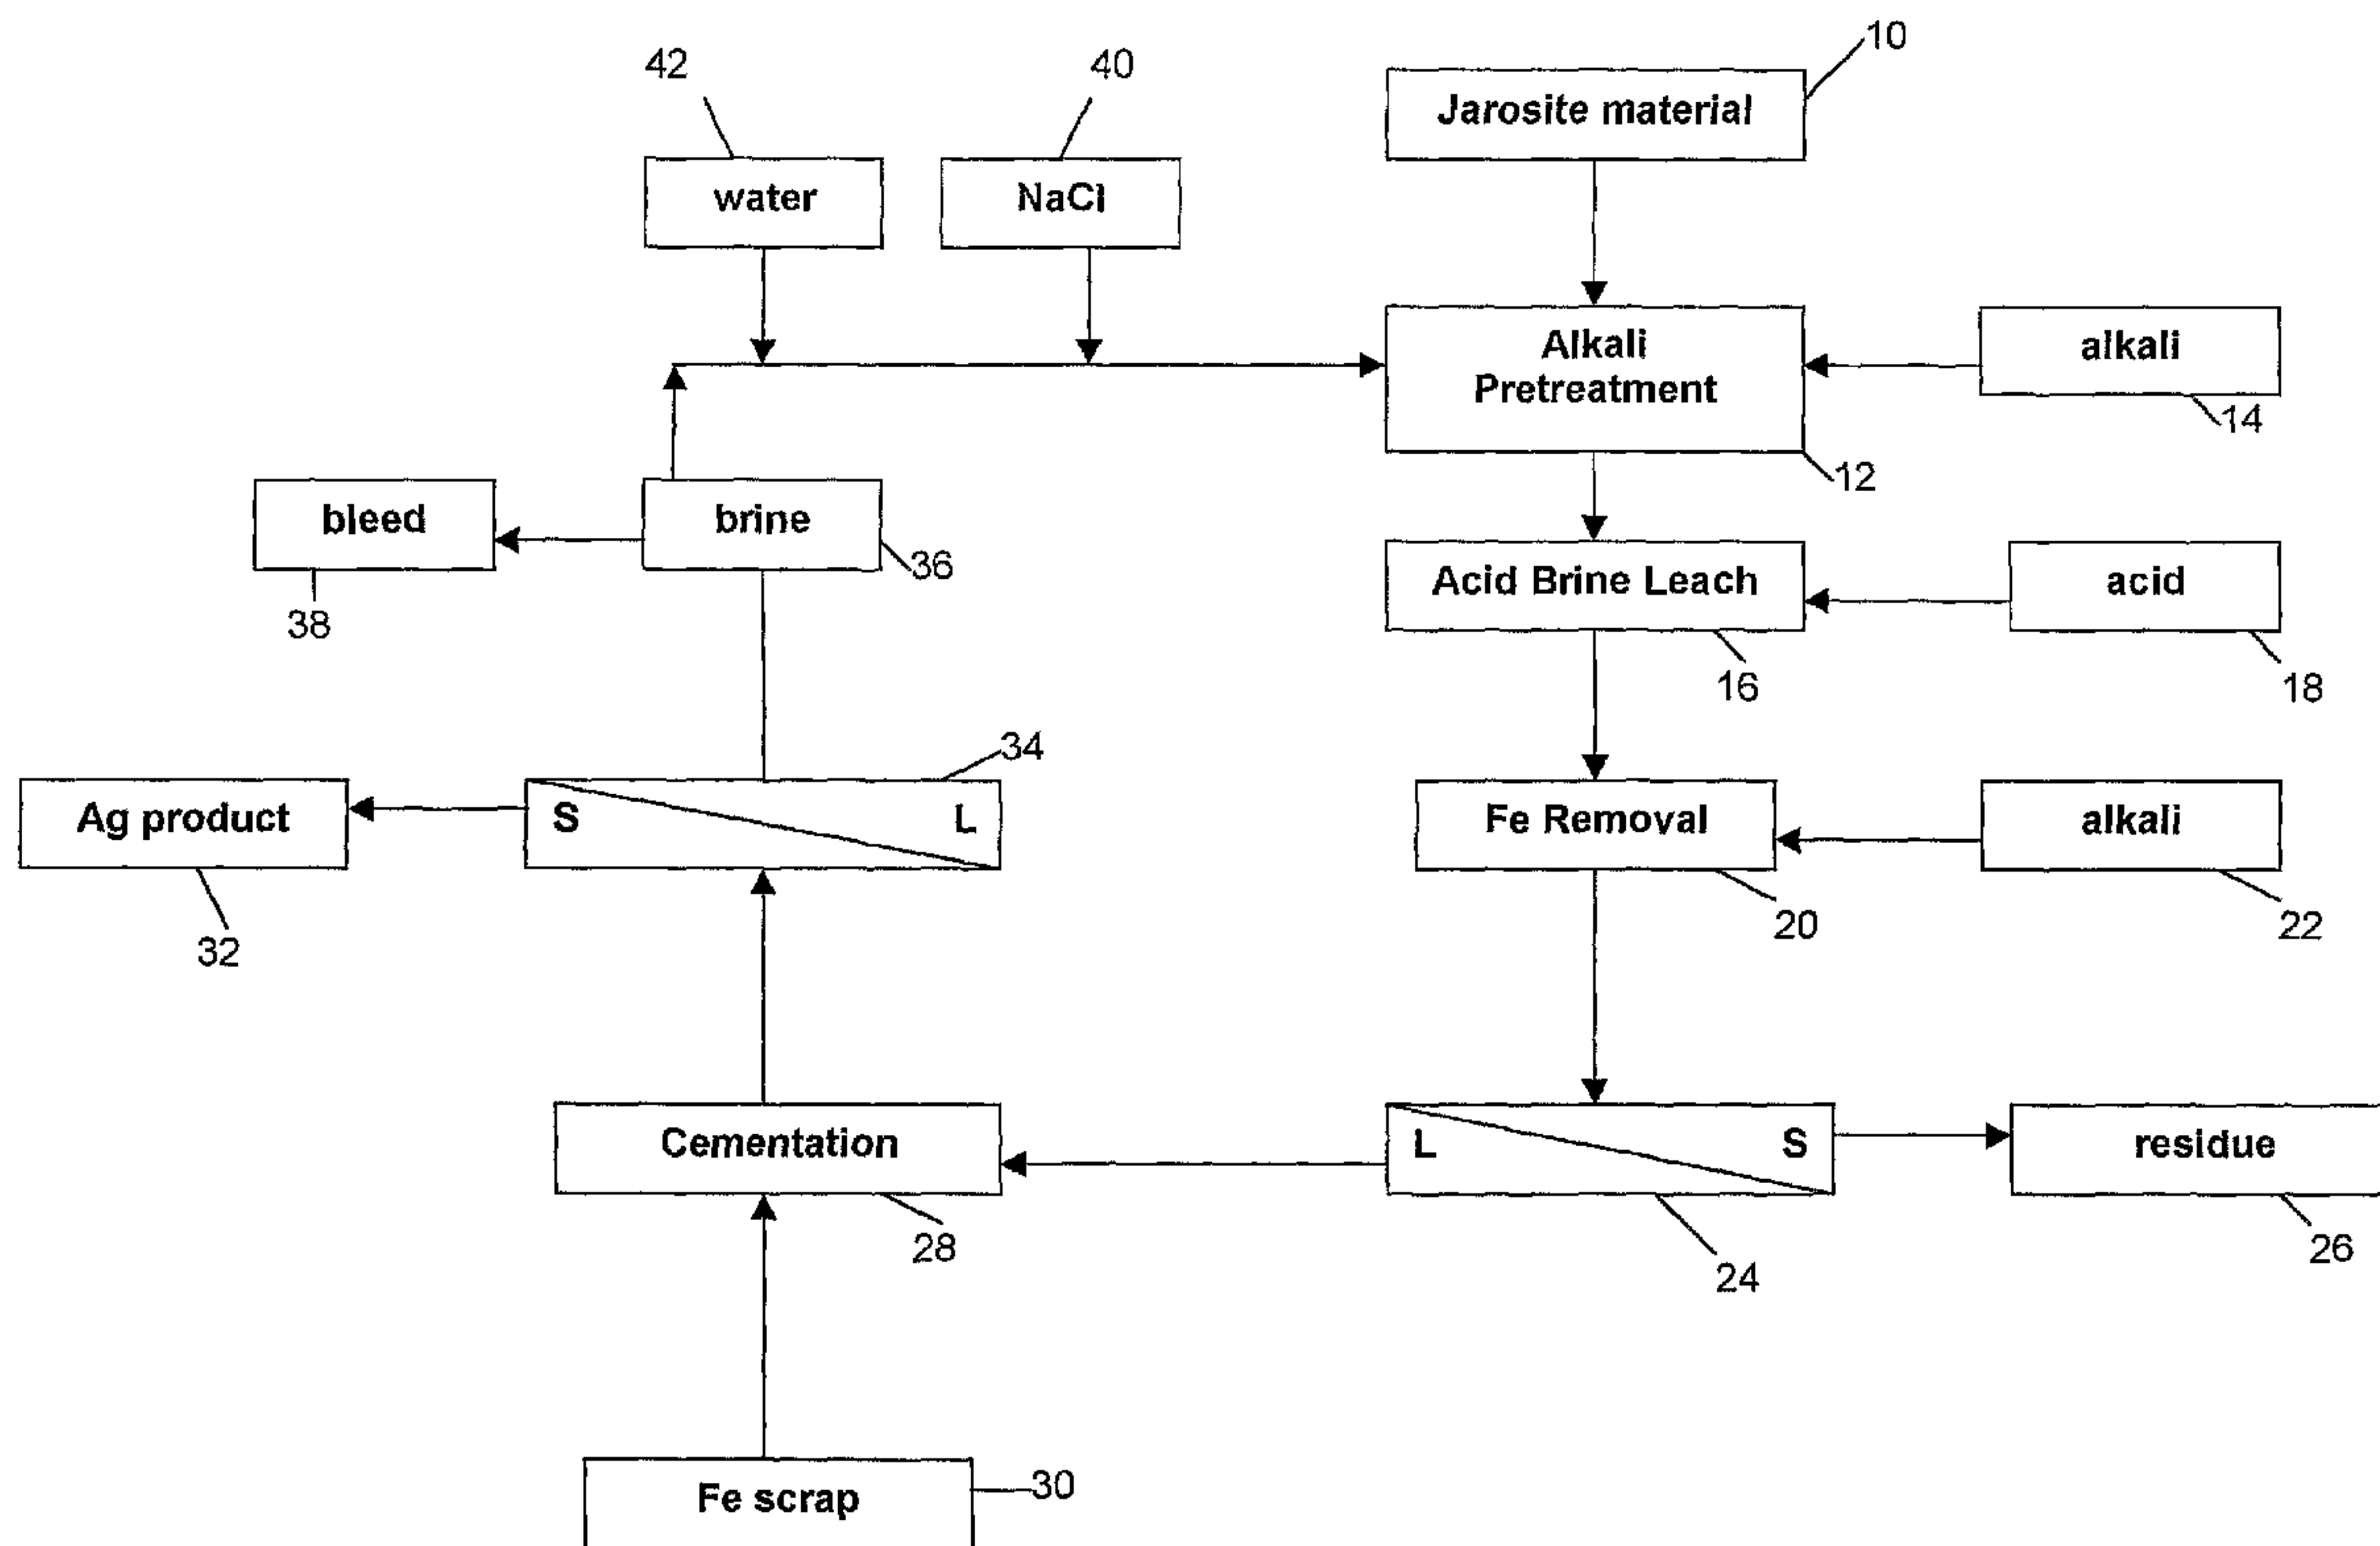 10
42
40
Jarosite material
water
NaCl
Alkali
Pretreatment
alkali
14
12
bleed
brine
36
38
Acid Brine Leach
acid
16
18
34
Ag product
S
L
Fe Removal
alkali
32
20
22
Cementation
L
S
residue
28
24
26
Fe scrap
30